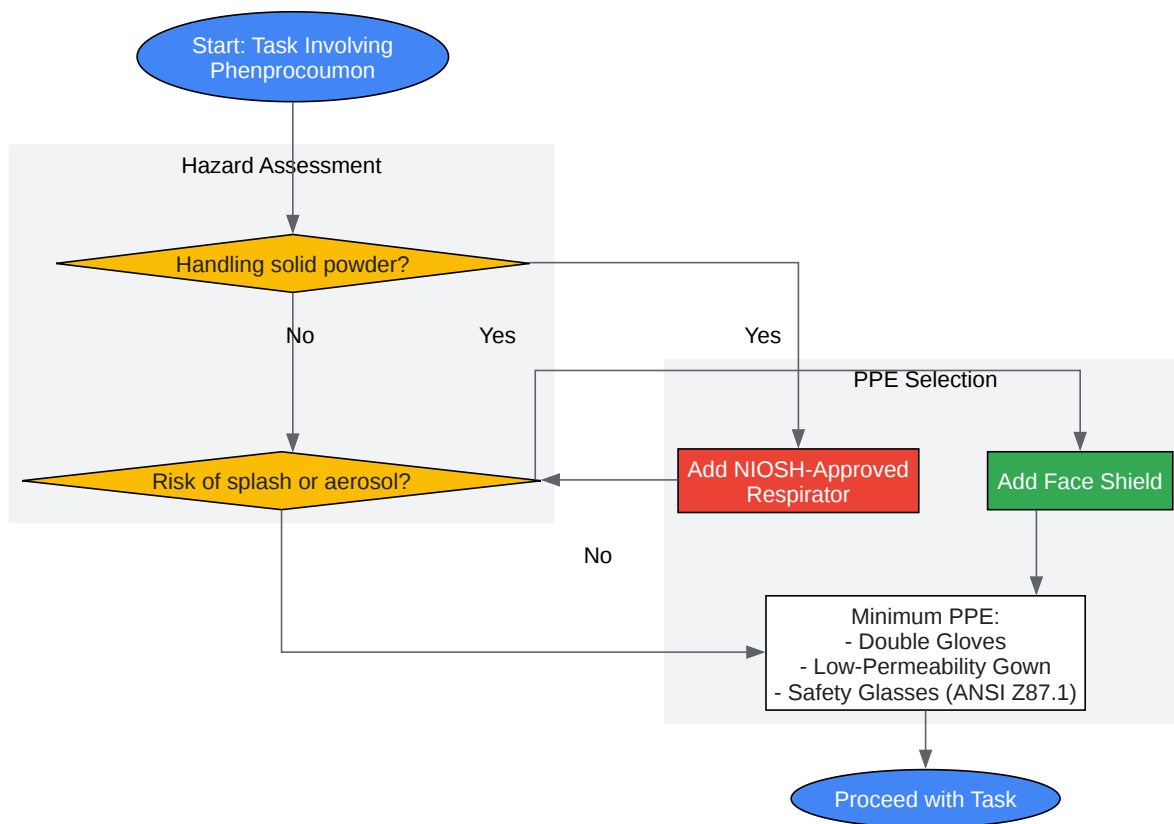 Start: Task Involving
Phenprocoumon
Hazard Assessment
Handling solid powder?
No
Yes
Yes
PPE Selection
Risk of splash or aerosol?
Add NIOSH-Approved
Respirator
Add Face Shield
No
Minimum PPE:
- Double Gloves
- Low-Permeability Gown
- Safety Glasses (ANSI Z87.1)
Proceed with Task